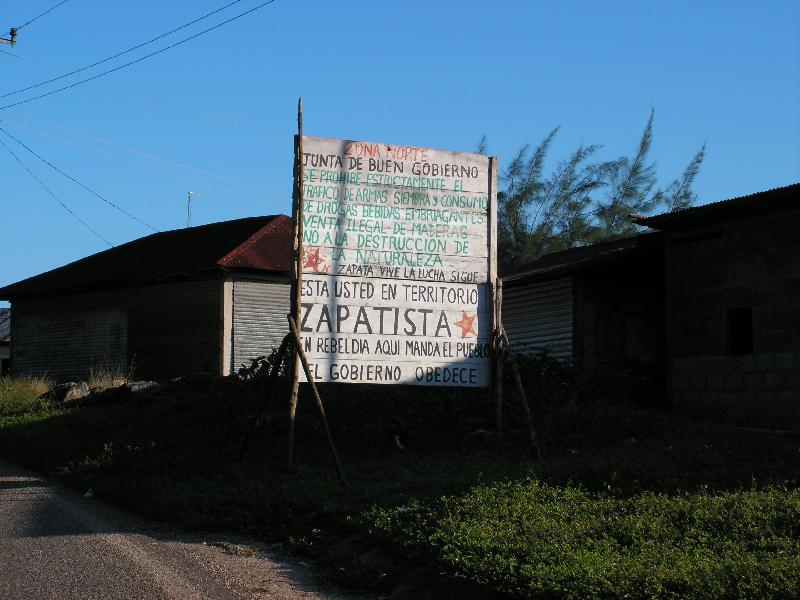 ZONA NORTE
JUNTA DE BUEN GOBIERNO
SE PROHIBE ESTRICTAMENTE EL
TRAFICO DE ARMAS SIEMBRA Y CONSUMO
DE DROGAS BEBIDAS EMBRIAGANTES
VENTA ILEGAL DE MADERAS
NO A LA DESTRUCCION DE
LA NATURALEZA
ZAPATA VIVE LA LUCHA SIGUE
ESTA USTED EN TERRITORIO
ZAPATISTA
EN REBELDIA AQUI MANDA EL PUEBLO
EL GOBIERNO OBEDECE